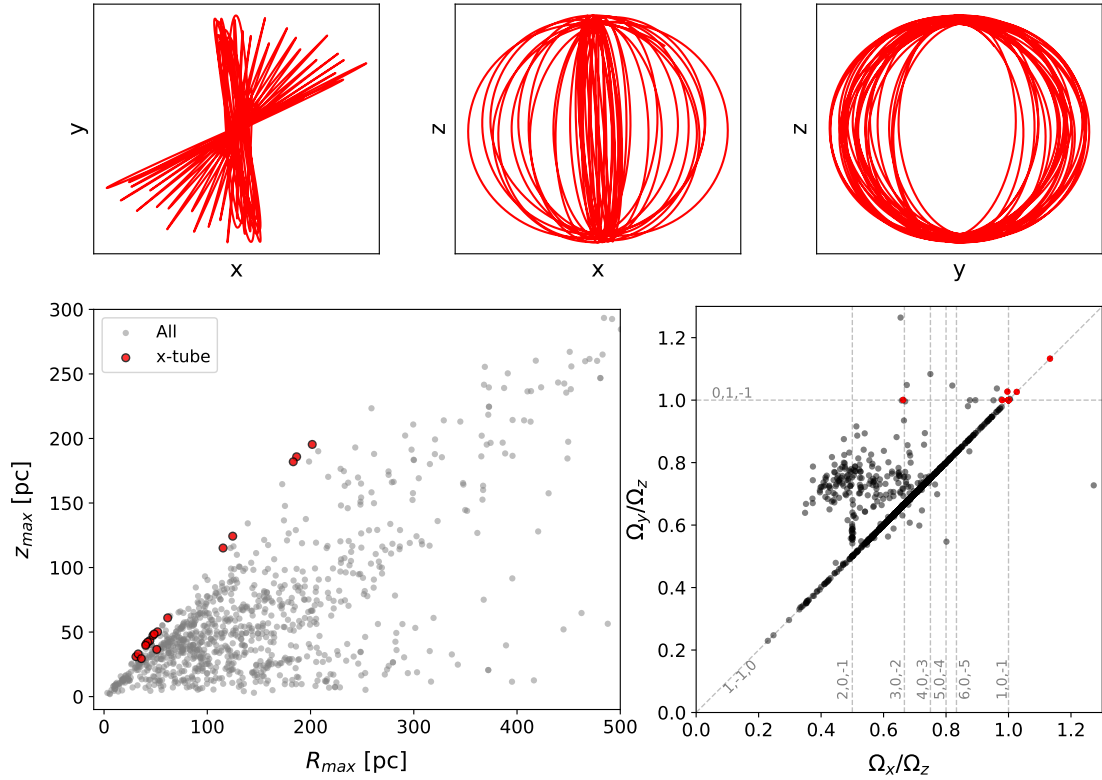 y
x
z
x
z
y
300
250
200
150
100
50
0
z_max [pc]
All
x-tube
0
100
200
300
400
500
R_max [pc]
1.2
1.0
0.8
0.6
0.4
0.2
0.0
Ω_y/Ω_z
0,1,-1
1,-1,0
2,0,-1
3,0,-2
4,0,-3
5,0,-4
6,0,-5
1,0,-1
0.0
0.2
0.4
0.6
0.8
1.0
1.2
Ω_x/Ω_z